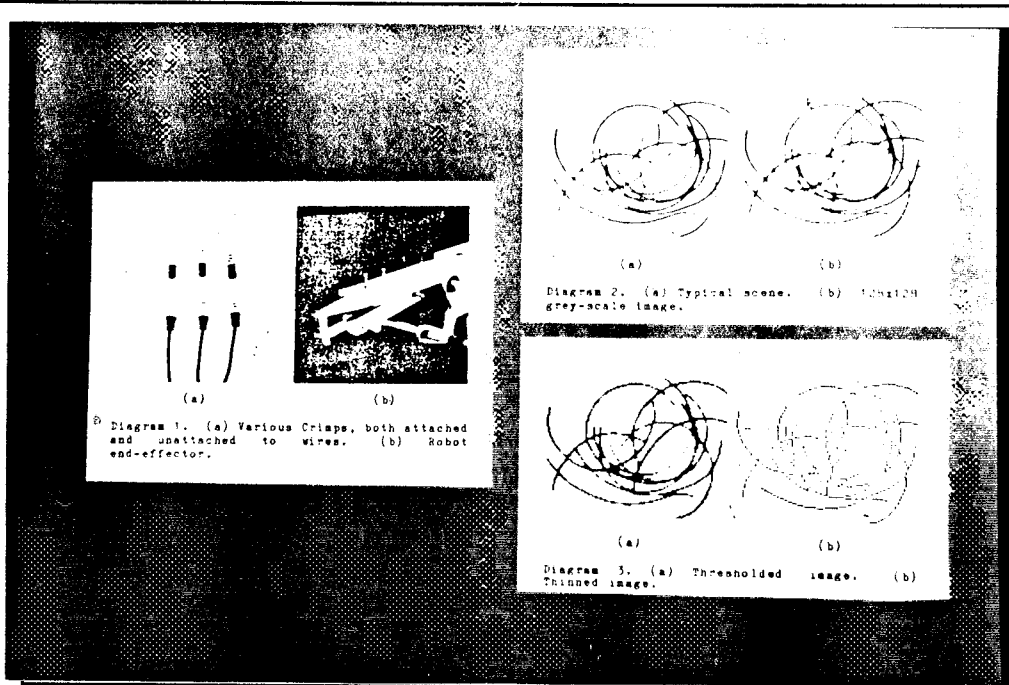 (a)
(b)
Diagram 1. (a) Various Crimps, both attached
and unattached to wires. (b) Robot
end-effector.
(a)
(b)
Diagram 2. (a) Typical scene. (b) 128x128
grey-scale image.
(a)
(b)
Diagram 3. (a) Thresholded image. (b)
Thinned image.